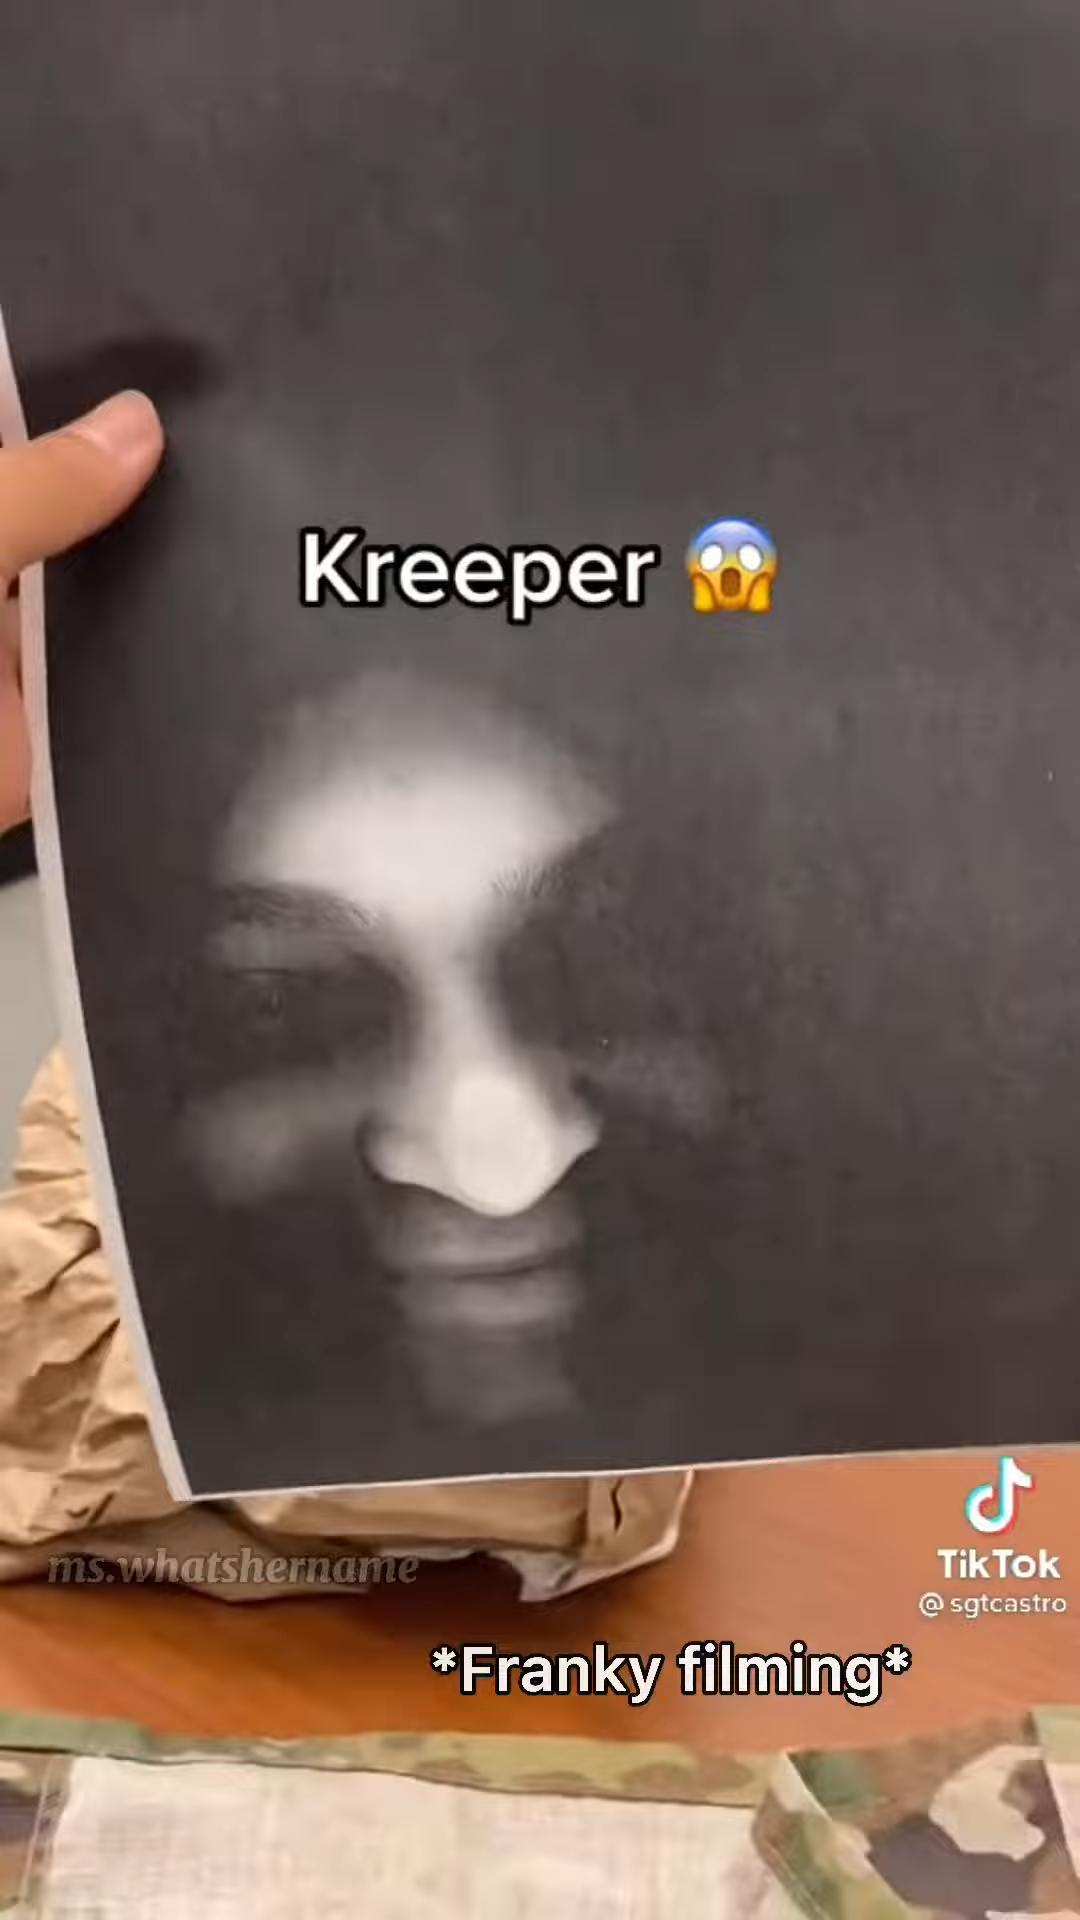 Kreeper 😱
ms.whatshername
TikTok
@ sgtcastro
*Franky filming*